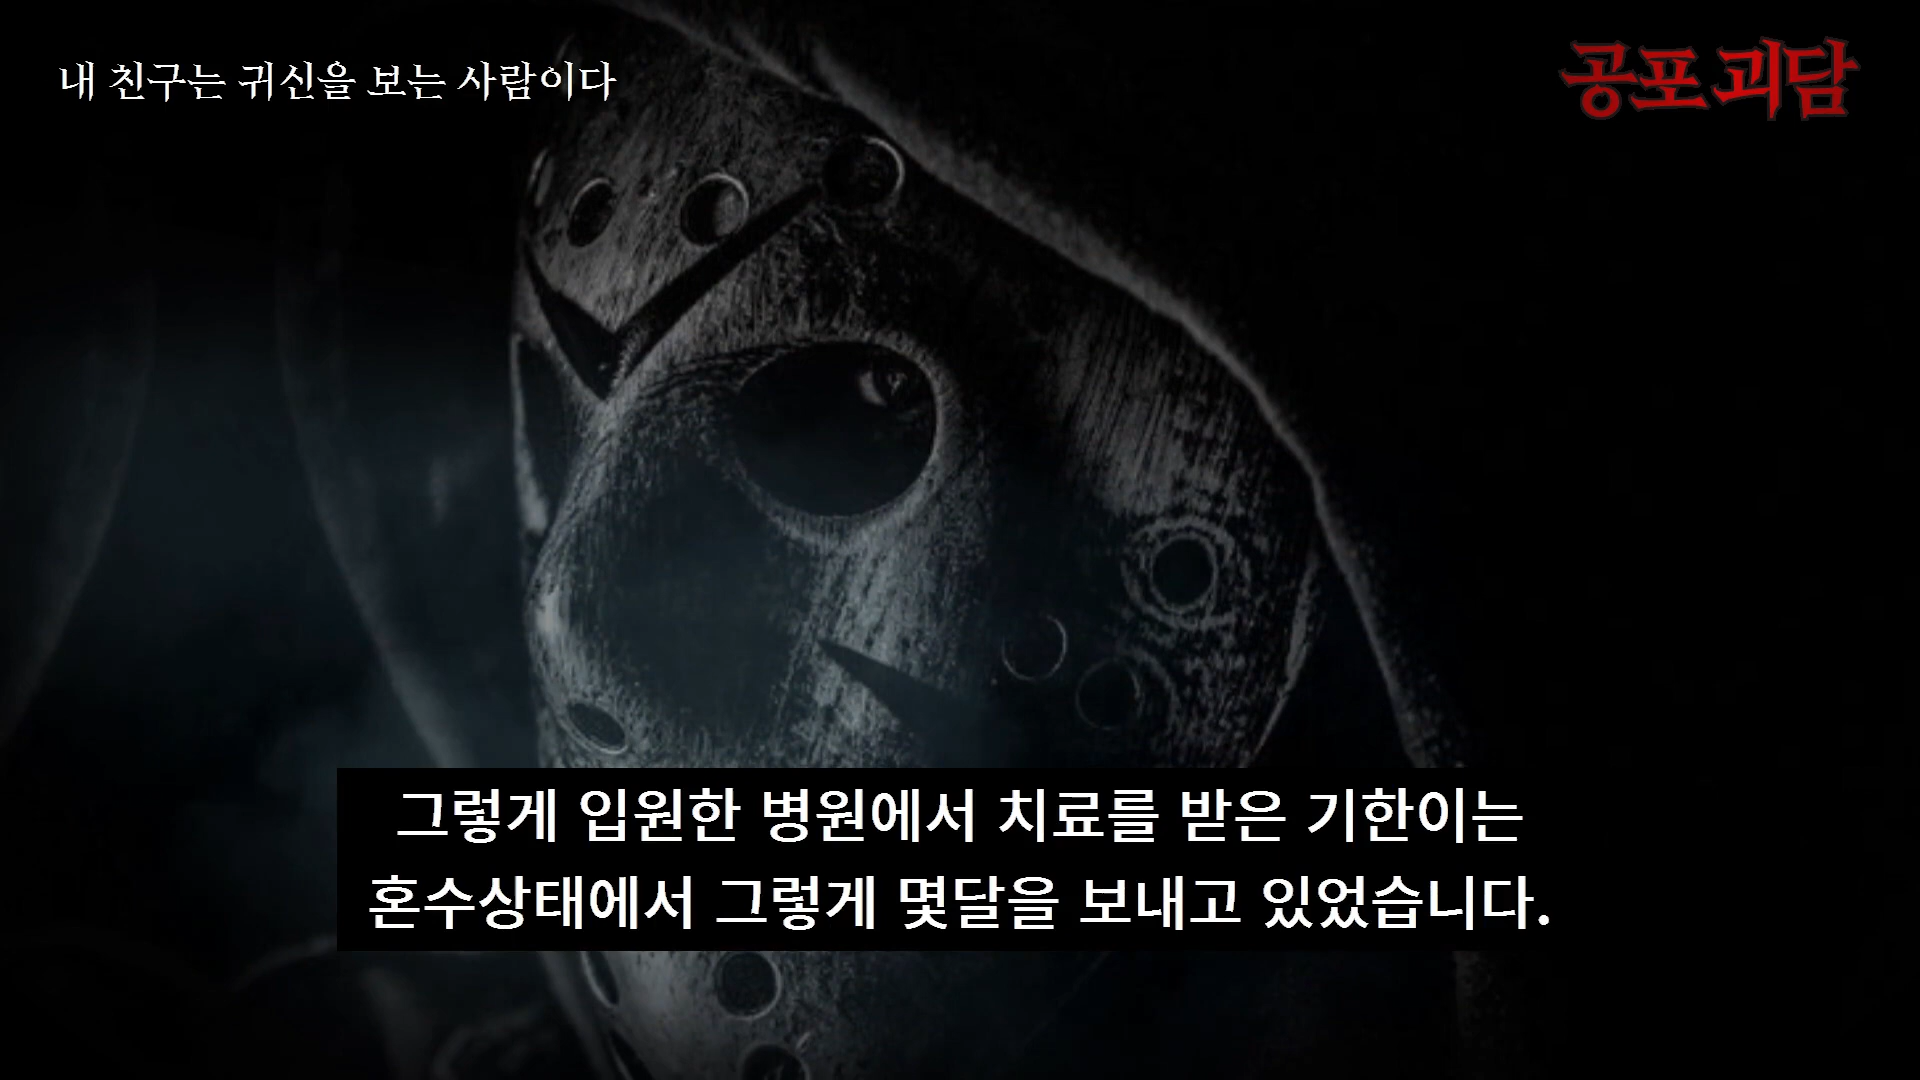 내 친구는 귀신을 보는 사람이다
공포괴담
그렇게 입원한 병원에서 치료를 받은 기한이는
혼수상태에서 그렇게 몇달을 보내고 있었습니다.